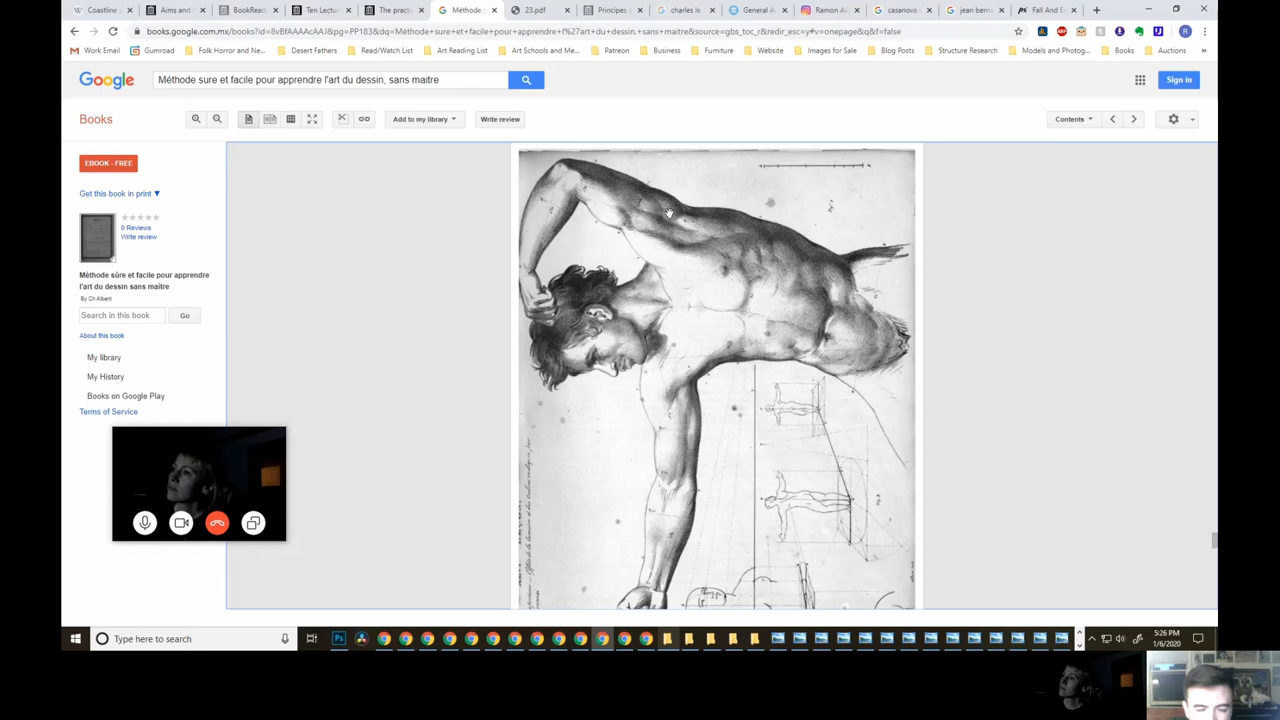 Coastline
Aims and
BookRead
Ten Lectur
The practi
Méthode s
23.pdf
Principes
charles le
General A
Ramon Al
casanova
jean bern
Fall And E
books.google.com.mx/books?id=8vBfAAAAcAAJ&pg=PP183&dq=Méthode+sure+et+facile+pour+apprendre+l%27art+du+dessin,+sans+maitre&source=gbs_toc_r&redir_esc=y#v=onepage&q&f=false
Work Email
Gumroad
Folk Horror and Ne...
Desert Fathers
Read/Watch List
Art Reading List
Art Schools and Me...
Patreon
Business
Furniture
Website
Images for Sale
Blog Posts
Structure Research
Models and Photog...
Books
Auctions
Google
Méthode sure et facile pour apprendre l'art du dessin, sans maitre
Sign in
Books
Add to my library
Write review
Contents
EBOOK - FREE
Get this book in print
0 Reviews
Write review
Méthode sûre et facile pour apprendre
l'art du dessin sans maître
By Ch Albert
Search in this book
Go
About this book
My library
My History
Books on Google Play
Terms of Service
Type here to search
Ps
5:26 PM
1/6/2020